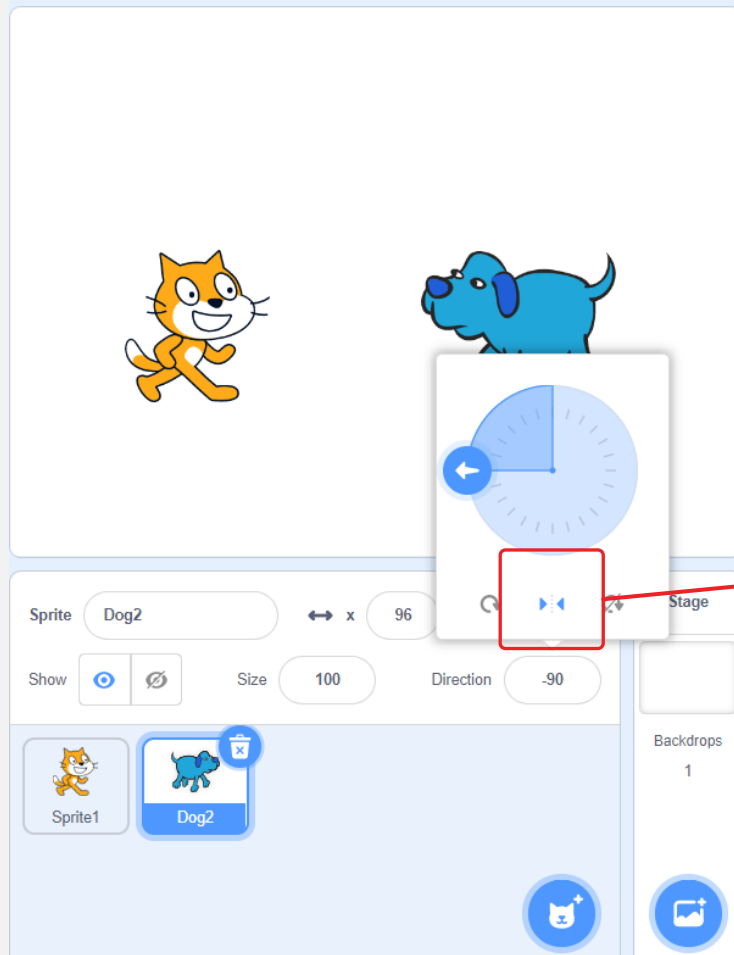 Sprite Dog2 x 96 Stage
Show Size 100 Direction -90
Backdrops
1
Sprite1 Dog2